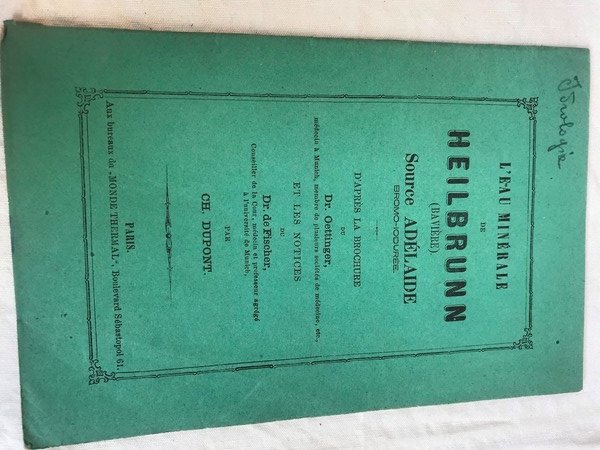 Idrologia
L'EAU MINÉRALE
DE
HEILBRUNN
(BAVIÈRE)
Source ADÉLAIDE
BROMO-IODURÉE.
D'APRÈS LA BROCHURE
DU
Dr. Oettinger,
médecin à Munich, membre de plusieurs sociétés de médecine, etc.,
ET LES NOTICES
DU
Dr. de Fischer,
Conseiller de la Cour, médecin et professeur agrégé
à l'université de Munich,
PAR
CH. DUPONT.
PARIS.
Aux bureaux du „MONDE THERMAL“, Boulevard Sébastopol 61.